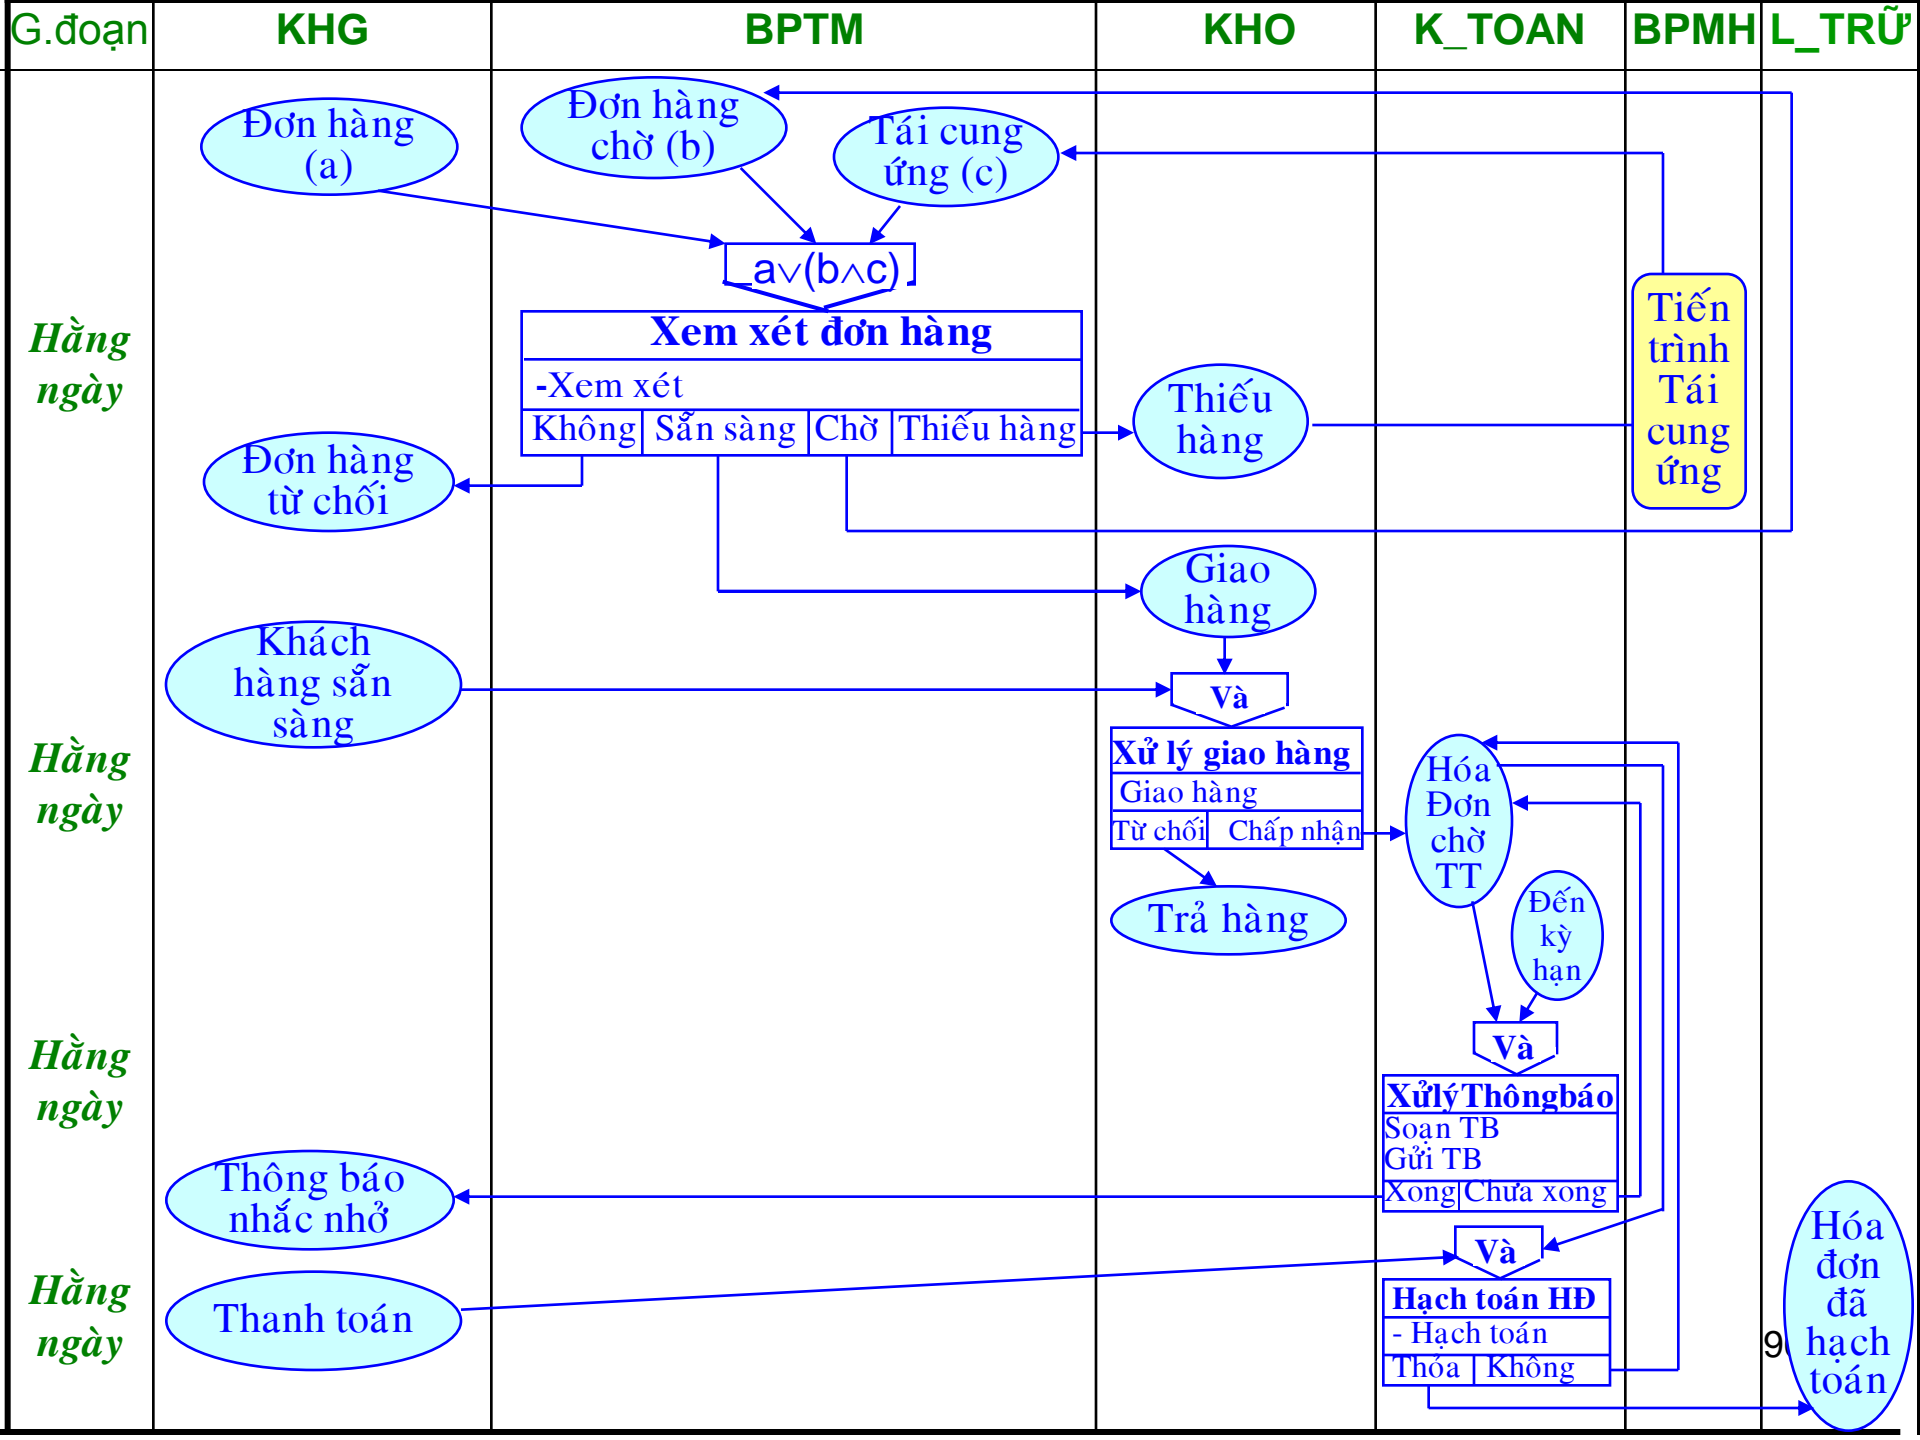 G.đoạn KHG BPTM KHO K_TOAN BPMH L_TRỮ
Đơn hàng
(a)
Đơn hàng
chờ (b)
Tái cung
ứng (c)
_a∨(b∧c)
Hằng
ngày
Xem xét đơn hàng
-Xem xét
Không Sẵn sàng Chờ Thiếu hàng
Thiếu
hàng
Tiến
trình
Tái
cung
ứng
Đơn hàng
từ chối
Giao
hàng
Khách
hàng sẵn
sàng
Và
Hằng
ngày
Xử lý giao hàng
Giao hàng
Từ chối Chấp nhận
Hóa
Đơn
chờ
TT
Trả hàng
Đến
kỳ
hạn
Và
Hằng
ngày
XửlýThôngbáo
Soạn TB
Gửi TB
Xong Chưa xong
Thông báo
nhắc nhở
Và
Hằng
ngày
Thanh toán
Hạch toán HĐ
- Hạch toán
Thỏa Không
Hóa
đơn
đã
hạch
toán